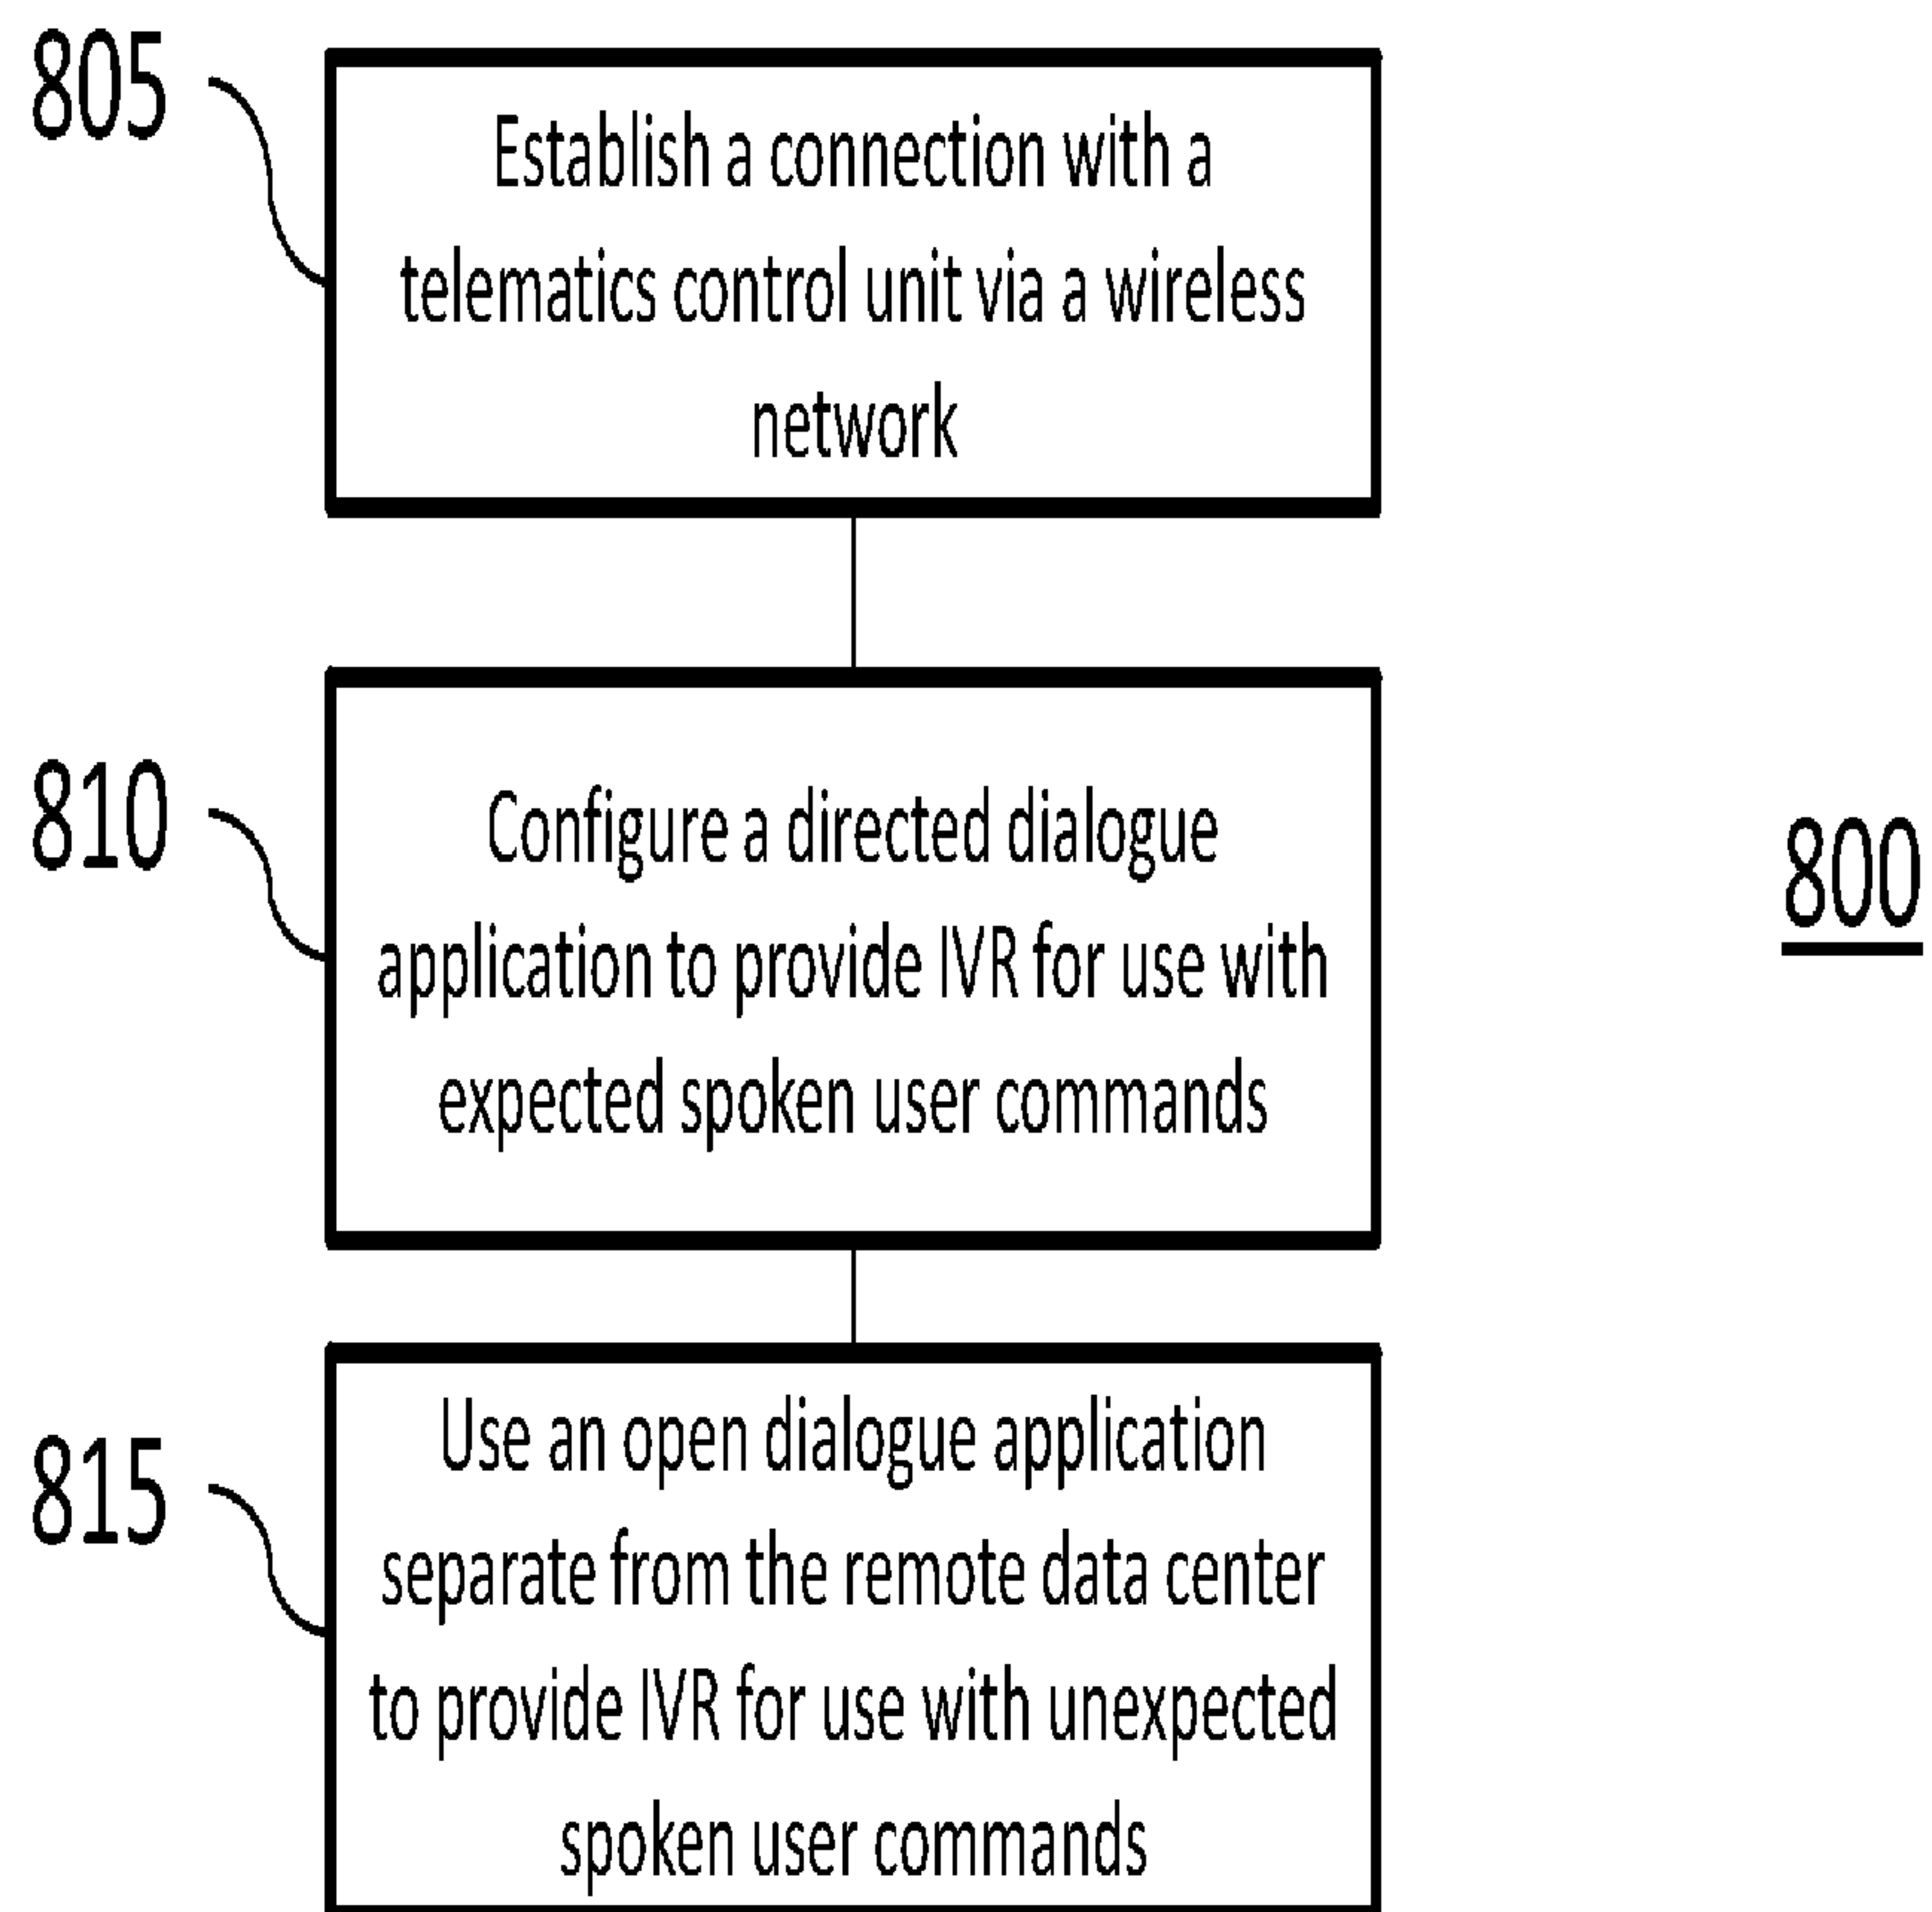 805
Establish a connection with a
telematics control unit via a wireless
network
810
Configure a directed dialogue
application to provide IVR for use with
expected spoken user commands
800
815
Use an open dialogue application
separate from the remote data center
to provide IVR for use with unexpected
spoken user commands